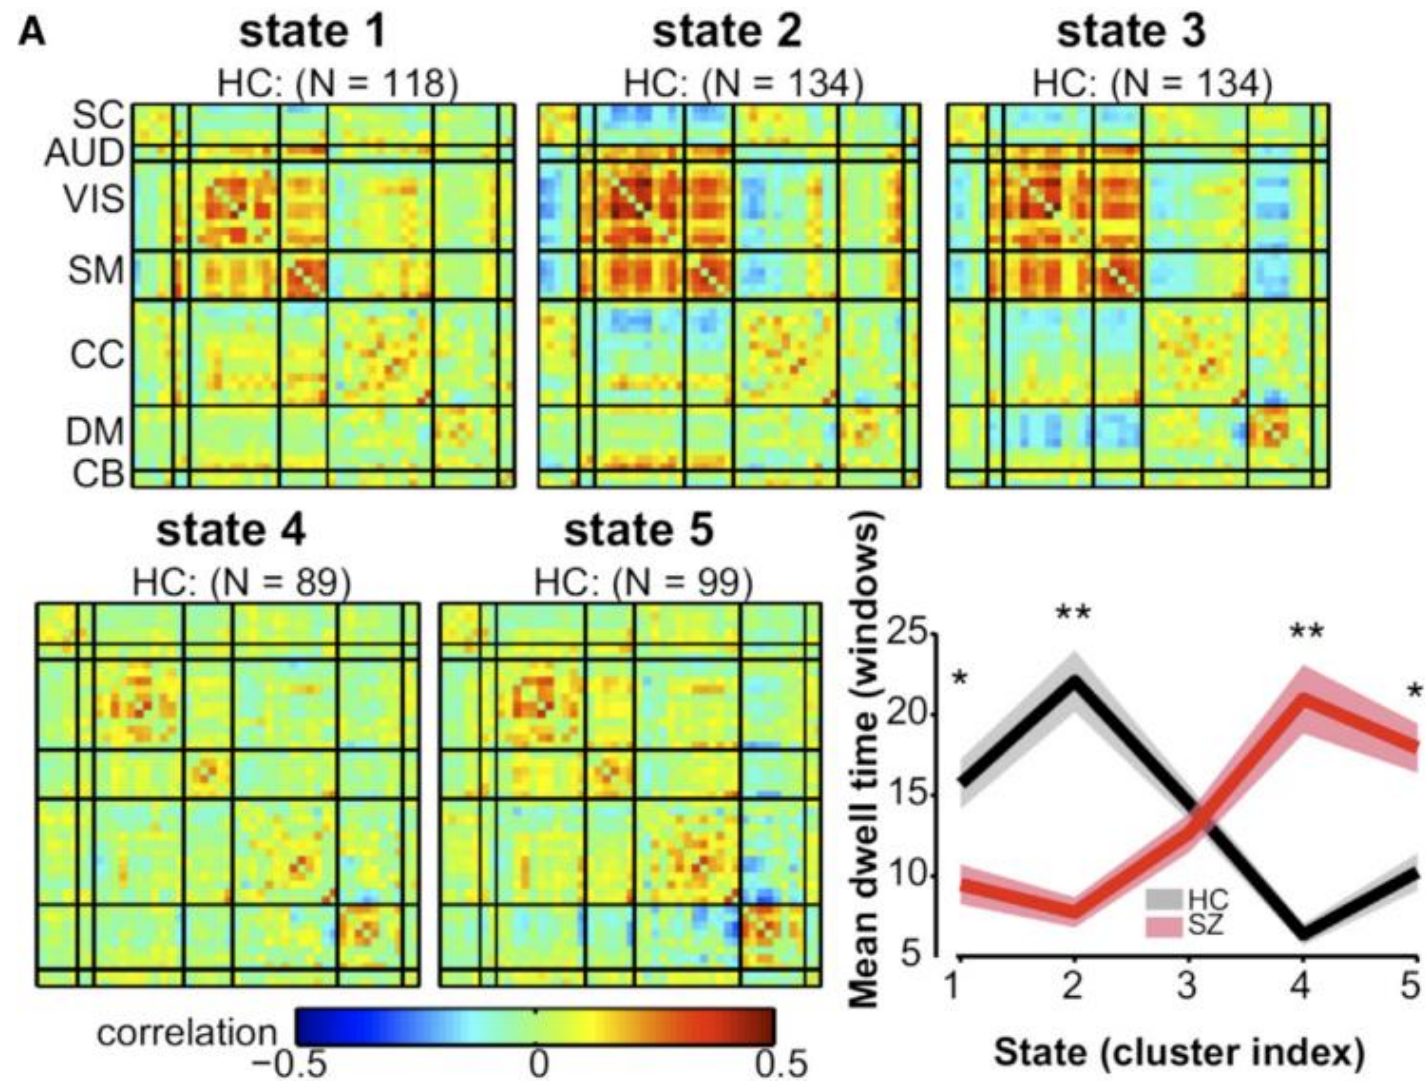 A
state 1
HC: (N = 118)
state 2
HC: (N = 134)
state 3
HC: (N = 134)
SC
AUD
VIS
SM
CC
DM
CB
state 4
HC: (N = 89)
state 5
HC: (N = 99)
correlation
−0.5
0
0.5
Mean dwell time (windows)
25
20
15
10
5
*
**
**
*
HC
SZ
1 2 3 4 5
State (cluster index)